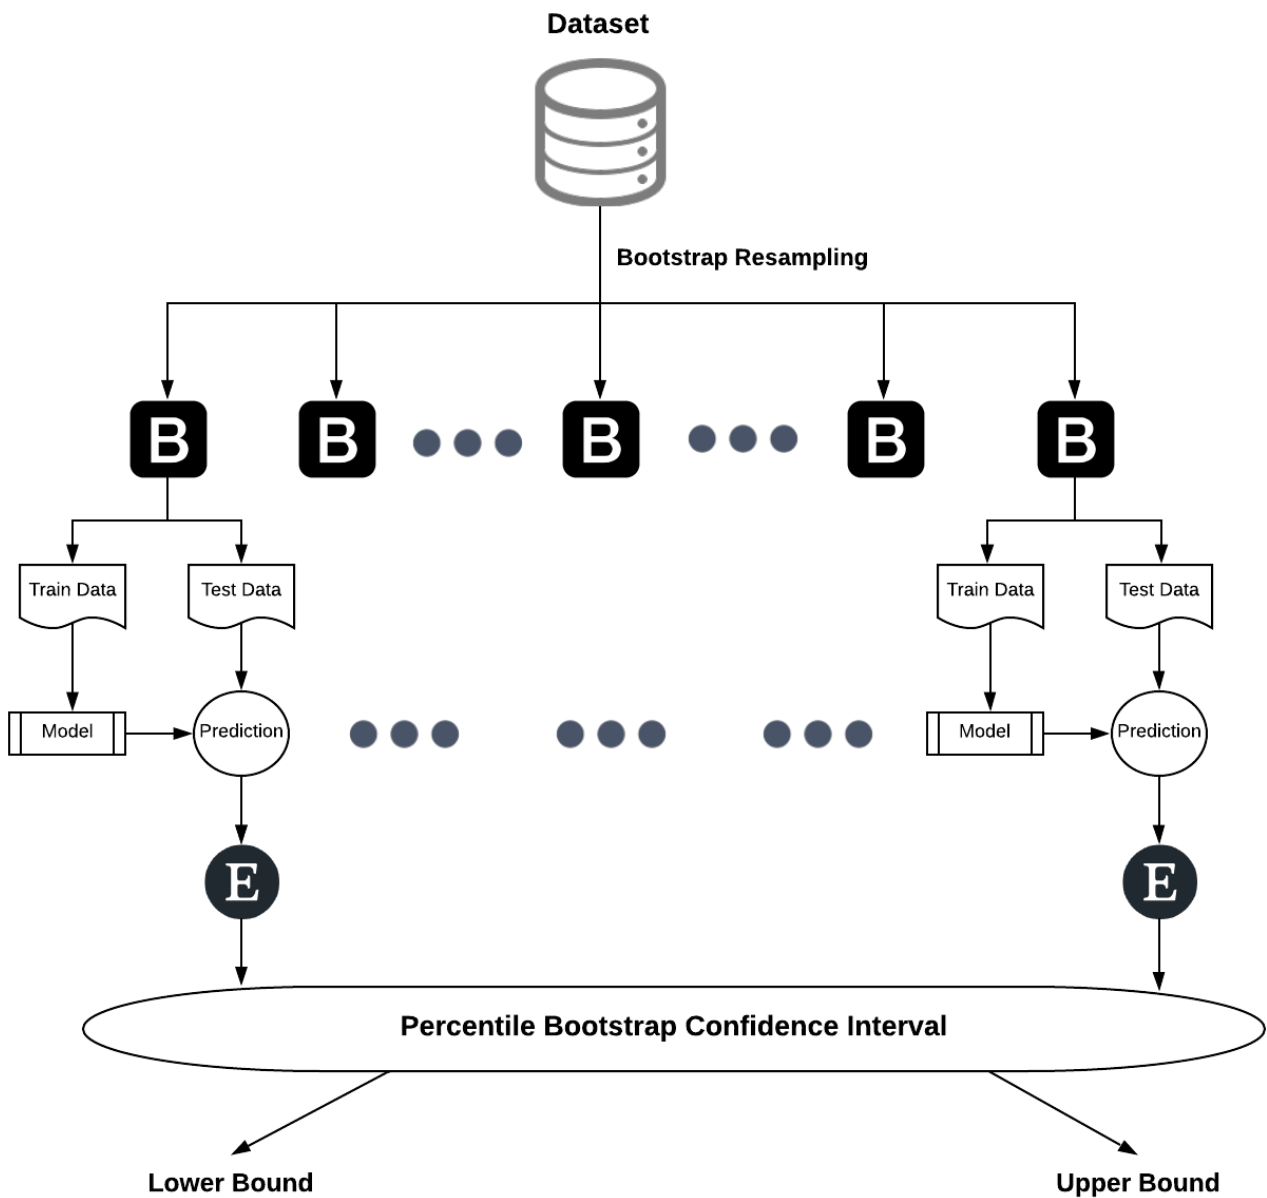 Dataset
Bootstrap Resampling
B B B B B
Train Data Test Data Train Data Test Data
Model Prediction Model Prediction
E E
Percentile Bootstrap Confidence Interval
Lower Bound Upper Bound